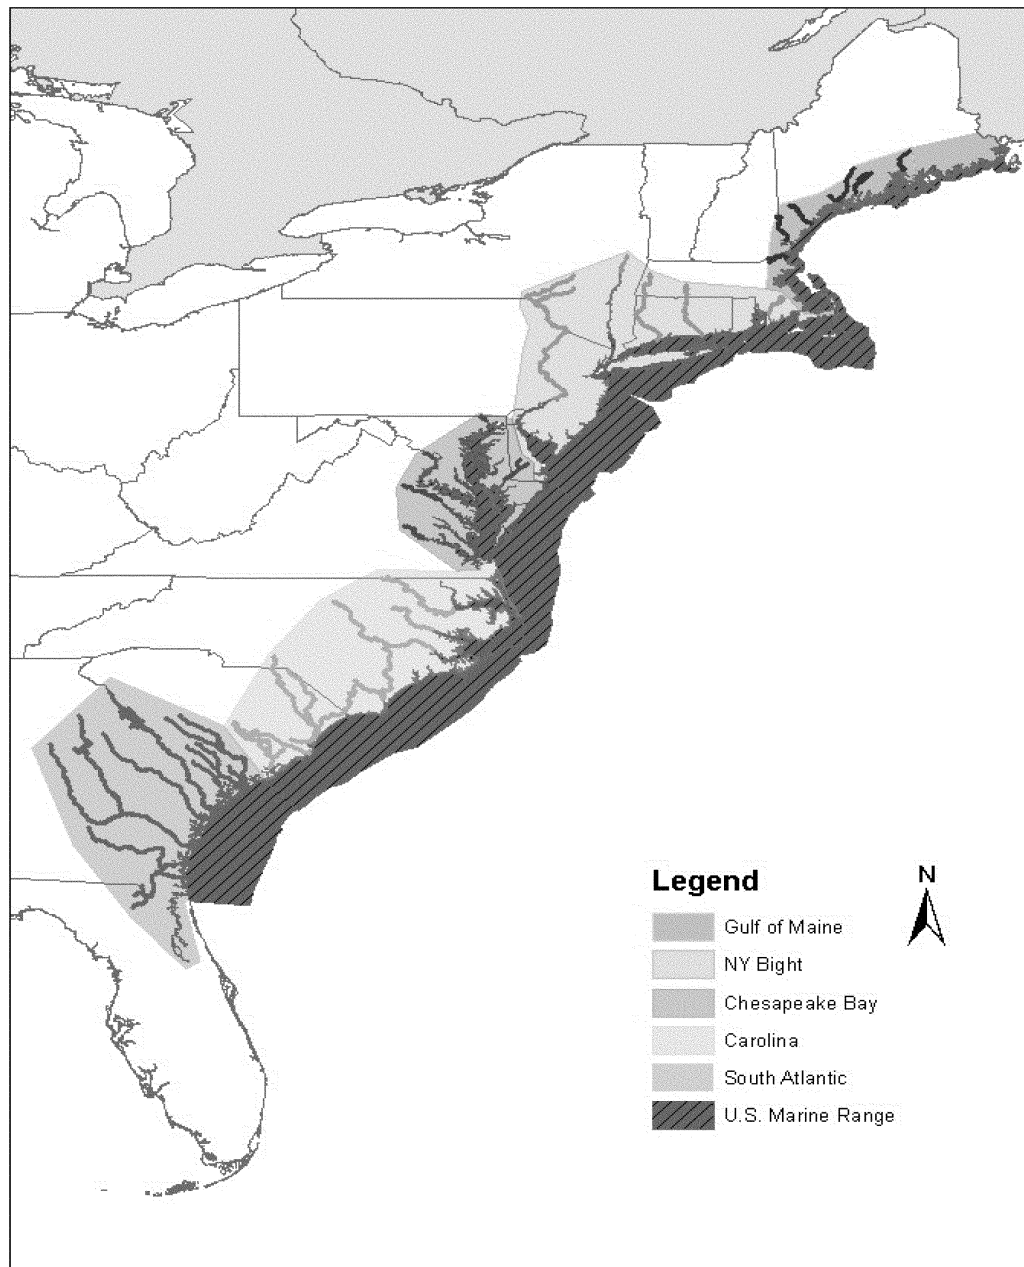 Legend
N
Gulf of Maine
NY Bight
Chesapeake Bay
Carolina
South Atlantic
U.S. Marine Range